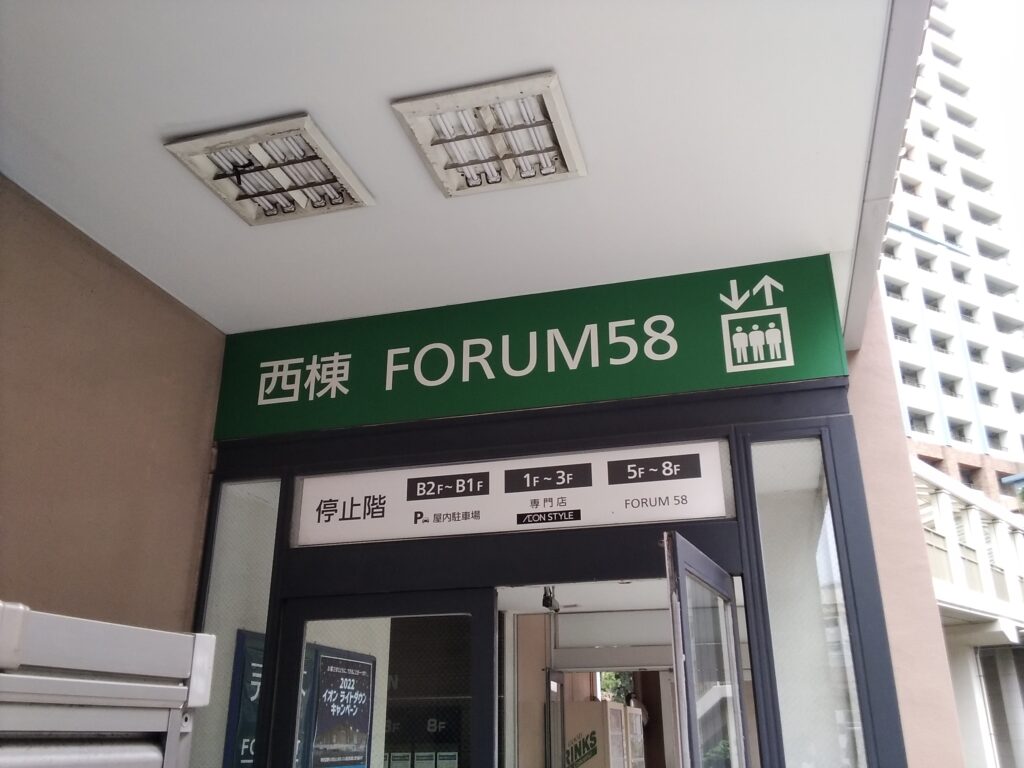 西棟 FORUM58
停止階
B2F~B1F
P 屋内駐車場
1F~3F
専門店
ÆON STYLE
5F~8F
FORUM 58
2022
イオン ライトダウン
キャンペーン
8F
RINKS